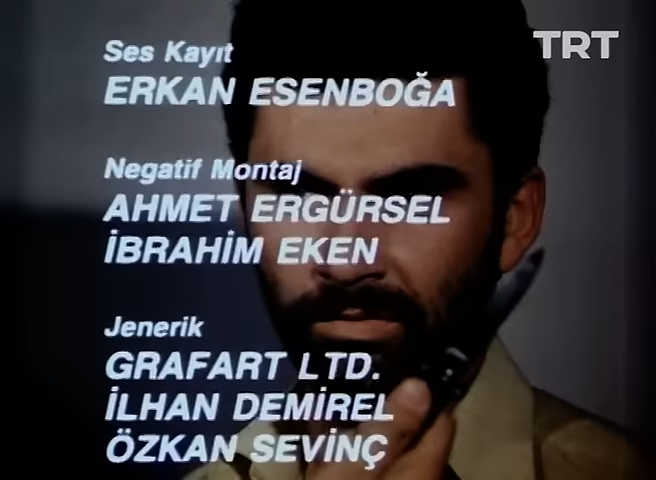 TRT
Ses Kayıt
ERKAN ESENBOĞA
Negatif Montaj
AHMET ERGÜRSEL
İBRAHİM EKEN
Jenerik
GRAFART LTD.
İLHAN DEMİREL
ÖZKAN SEVİNÇ